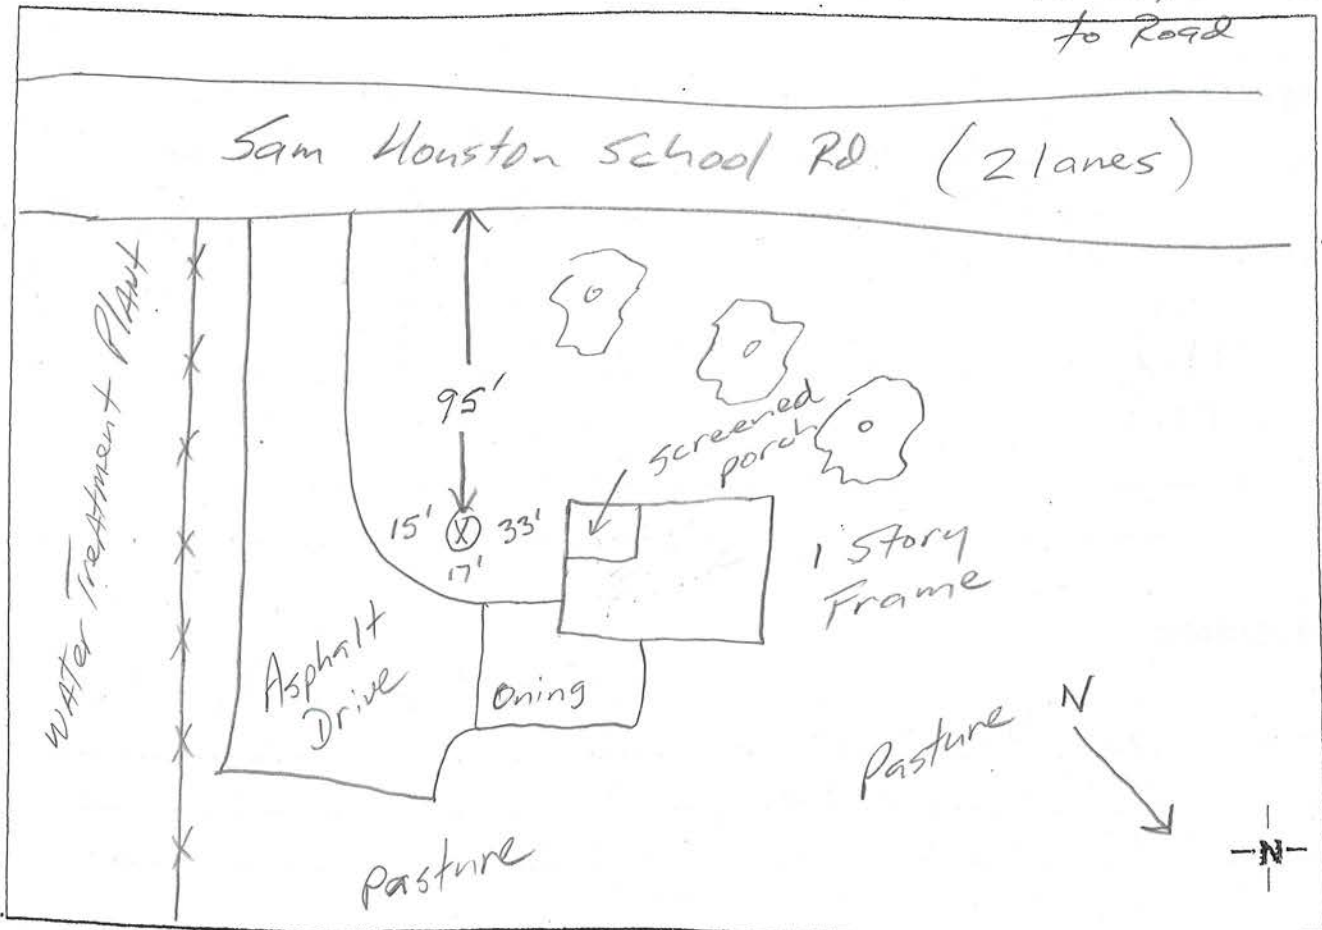 to Road
Sam Houston School Rd. (2 lanes)
Water Treatment Plant
95'
screened
porch
15' X 33'
17'
1 Story
Frame
Asphalt
Drive
Oning
Pasture
N
Pasture
N